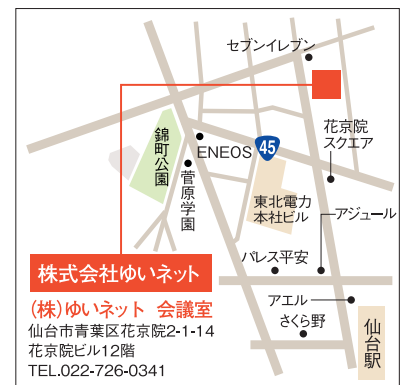 セブンイレブン
花京院
スクエア
45
ENEOS
錦町公園
菅原学園
東北電力
本社ビル
アジュール
パレス平安
株式会社ゆいネット
アエル
さくら野
仙台駅
(株)ゆいネット 会議室
仙台市青葉区花京院2-1-14
花京院ビル12階
TEL.022-726-0341